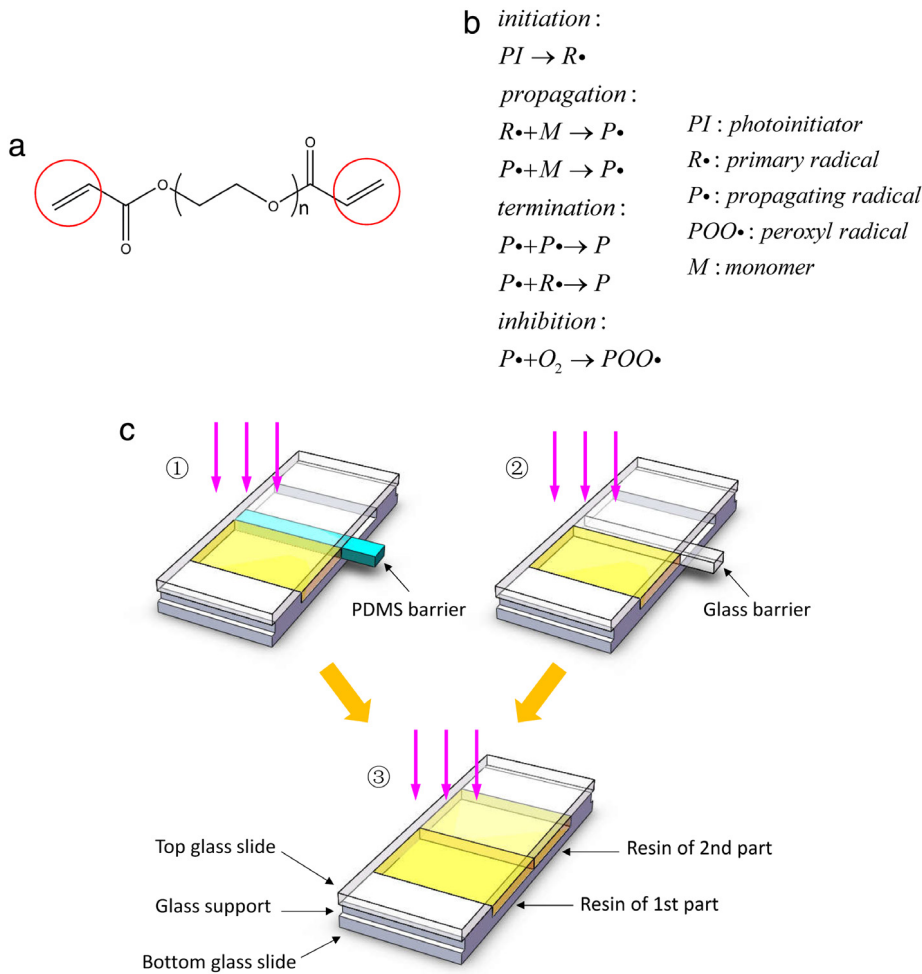 a
O
O
O
O
n
b
initiation :
PI → R•
propagation :
R•+M → P•
P•+M → P•
termination :
P•+P•→ P
P•+R•→ P
inhibition :
P•+O₂ → POO•
PI : photoinitiator
R• : primary radical
P• : propagating radical
POO• : peroxyl radical
M : monomer
c
①
PDMS barrier
②
Glass barrier
③
Top glass slide
Glass support
Bottom glass slide
Resin of 2nd part
Resin of 1st part